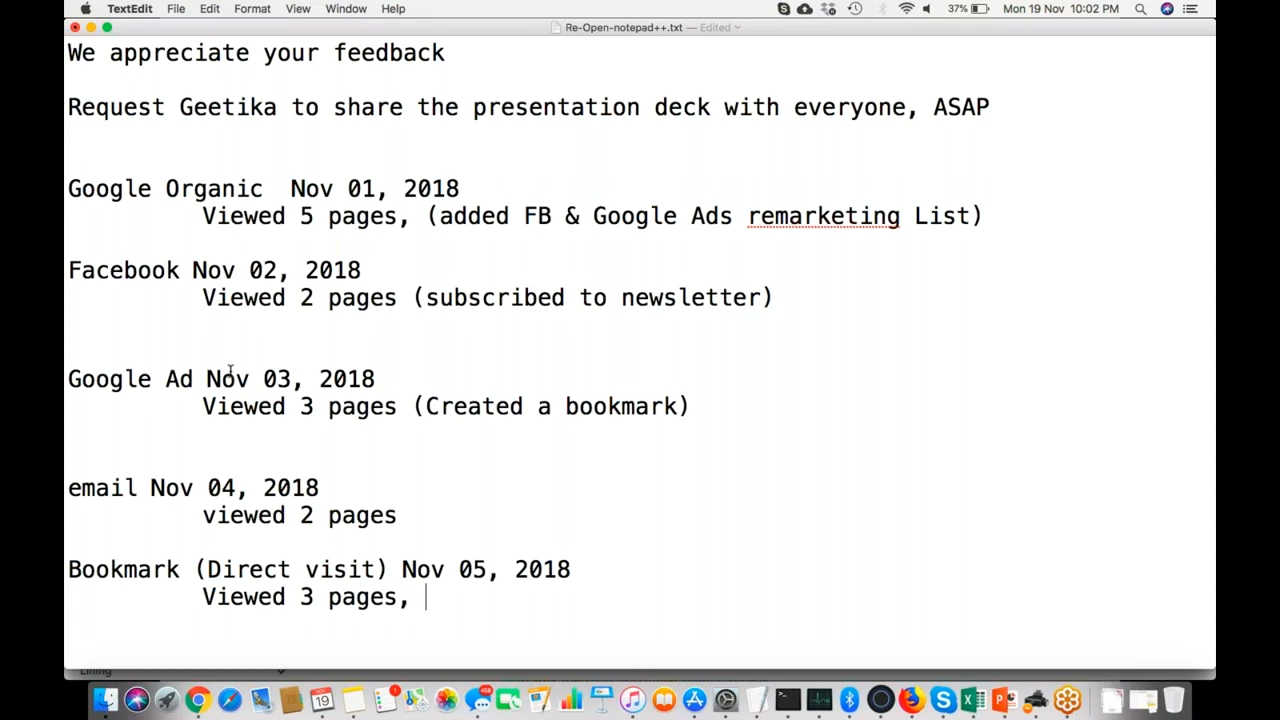 TextEdit File Edit Format View Window Help 37% Mon 19 Nov 10:02 PM
Re-Open-notepad++.txt — Edited
We appreciate your feedback
Request Geetika to share the presentation deck with everyone, ASAP
Google Organic  Nov 01, 2018
Viewed 5 pages, (added FB & Google Ads remarketing List)
Facebook Nov 02, 2018
Viewed 2 pages (subscribed to newsletter)
Google Ad Nov 03, 2018
Viewed 3 pages (Created a bookmark)
email Nov 04, 2018
viewed 2 pages
Bookmark (Direct visit) Nov 05, 2018
Viewed 3 pages,